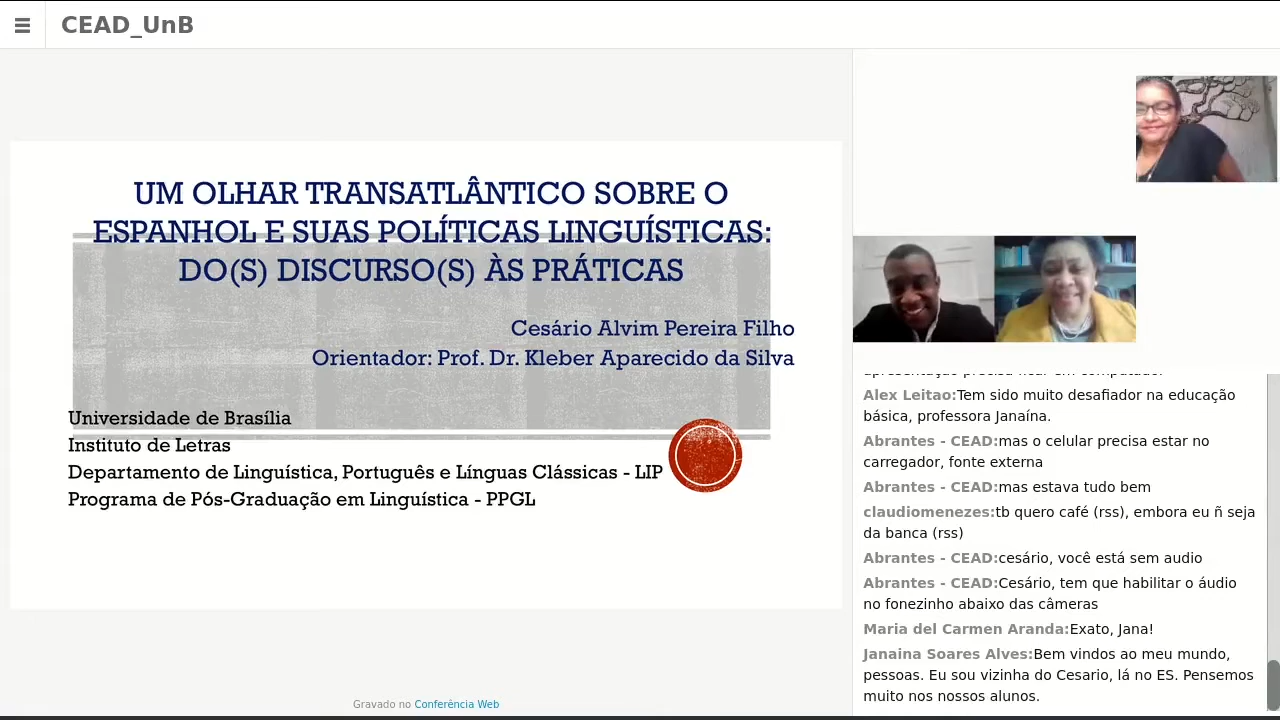 CEAD_UnB
UM OLHAR TRANSATLÂNTICO SOBRE O
ESPANHOL E SUAS POLÍTICAS LINGUÍSTICAS:
DO(S) DISCURSO(S) ÀS PRÁTICAS
Cesário Alvim Pereira Filho
Orientador: Prof. Dr. Kleber Aparecido da Silva
Universidade de Brasília
Instituto de Letras
Departamento de Linguística, Português e Línguas Clássicas - LIP
Programa de Pós-Graduação em Linguística - PPGL
Gravado no Conferência Web
Alex Leitao:Tem sido muito desafiador na educação
básica, professora Janaína.
Abrantes - CEAD:mas o celular precisa estar no
carregador, fonte externa
Abrantes - CEAD:mas estava tudo bem
claudiomenezes:tb quero café (rss), embora eu ñ seja
da banca (rss)
Abrantes - CEAD:cesário, você está sem audio
Abrantes - CEAD:Cesário, tem que habilitar o áudio
no fonezinho abaixo das câmeras
Maria del Carmen Aranda:Exato, Jana!
Janaina Soares Alves:Bem vindos ao meu mundo,
pessoas. Eu sou vizinha do Cesario, lá no ES. Pensemos
muito nos nossos alunos.